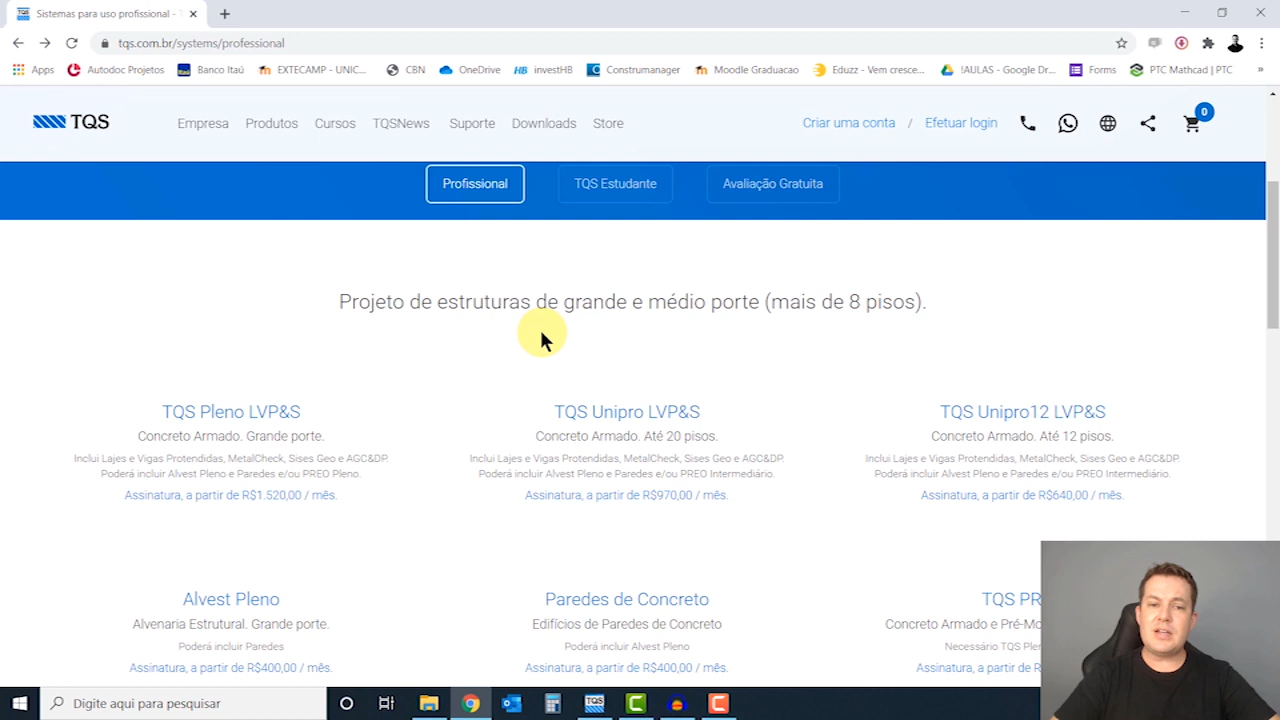 Sistemas para uso profissional -
tqs.com.br/systems/professional
Apps
Autodoc Projetos
Banco Itaú
EXTECAMP - UNIC...
CBN
OneDrive
HB investHB
Construmanager
Moodle Graduacao
Eduzz - Vem cresce...
!AULAS - Google Dr...
Forms
PTC Mathcad | PTC
»
TQS
Empresa
Produtos
Cursos
TQSNews
Suporte
Downloads
Store
Criar uma conta / Efetuar login
0
Profissional
TQS Estudante
Avaliação Gratuita
Projeto de estruturas de grande e médio porte (mais de 8 pisos).
TQS Pleno LVP&S
Concreto Armado. Grande porte.
Inclui Lajes e Vigas Protendidas, MetalCheck, Sises Geo e AGC&DP.
Poderá incluir Alvest Pleno e Paredes e/ou PREO Pleno.
Assinatura, a partir de R$1.520,00 / mês.
TQS Unipro LVP&S
Concreto Armado. Até 20 pisos.
Inclui Lajes e Vigas Protendidas, MetalCheck, Sises Geo e AGC&DP.
Poderá incluir Alvest Pleno e Paredes e/ou PREO Intermediário.
Assinatura, a partir de R$970,00 / mês.
TQS Unipro12 LVP&S
Concreto Armado. Até 12 pisos.
Inclui Lajes e Vigas Protendidas, MetalCheck, Sises Geo e AGC&DP.
Poderá incluir Alvest Pleno e Paredes e/ou PREO Intermediário.
Assinatura, a partir de R$640,00 / mês.
Alvest Pleno
Alvenaria Estrutural. Grande porte.
Poderá incluir Paredes
Assinatura, a partir de R$400,00 / mês.
Paredes de Concreto
Edifícios de Paredes de Concreto
Poderá incluir Alvest Pleno
Assinatura, a partir de R$400,00 / mês.
TQS PR
Concreto Armado e Pré-Mo
Necessário TQS Plen
Assinatura, a partir de R$
Digite aqui para pesquisar
TQS